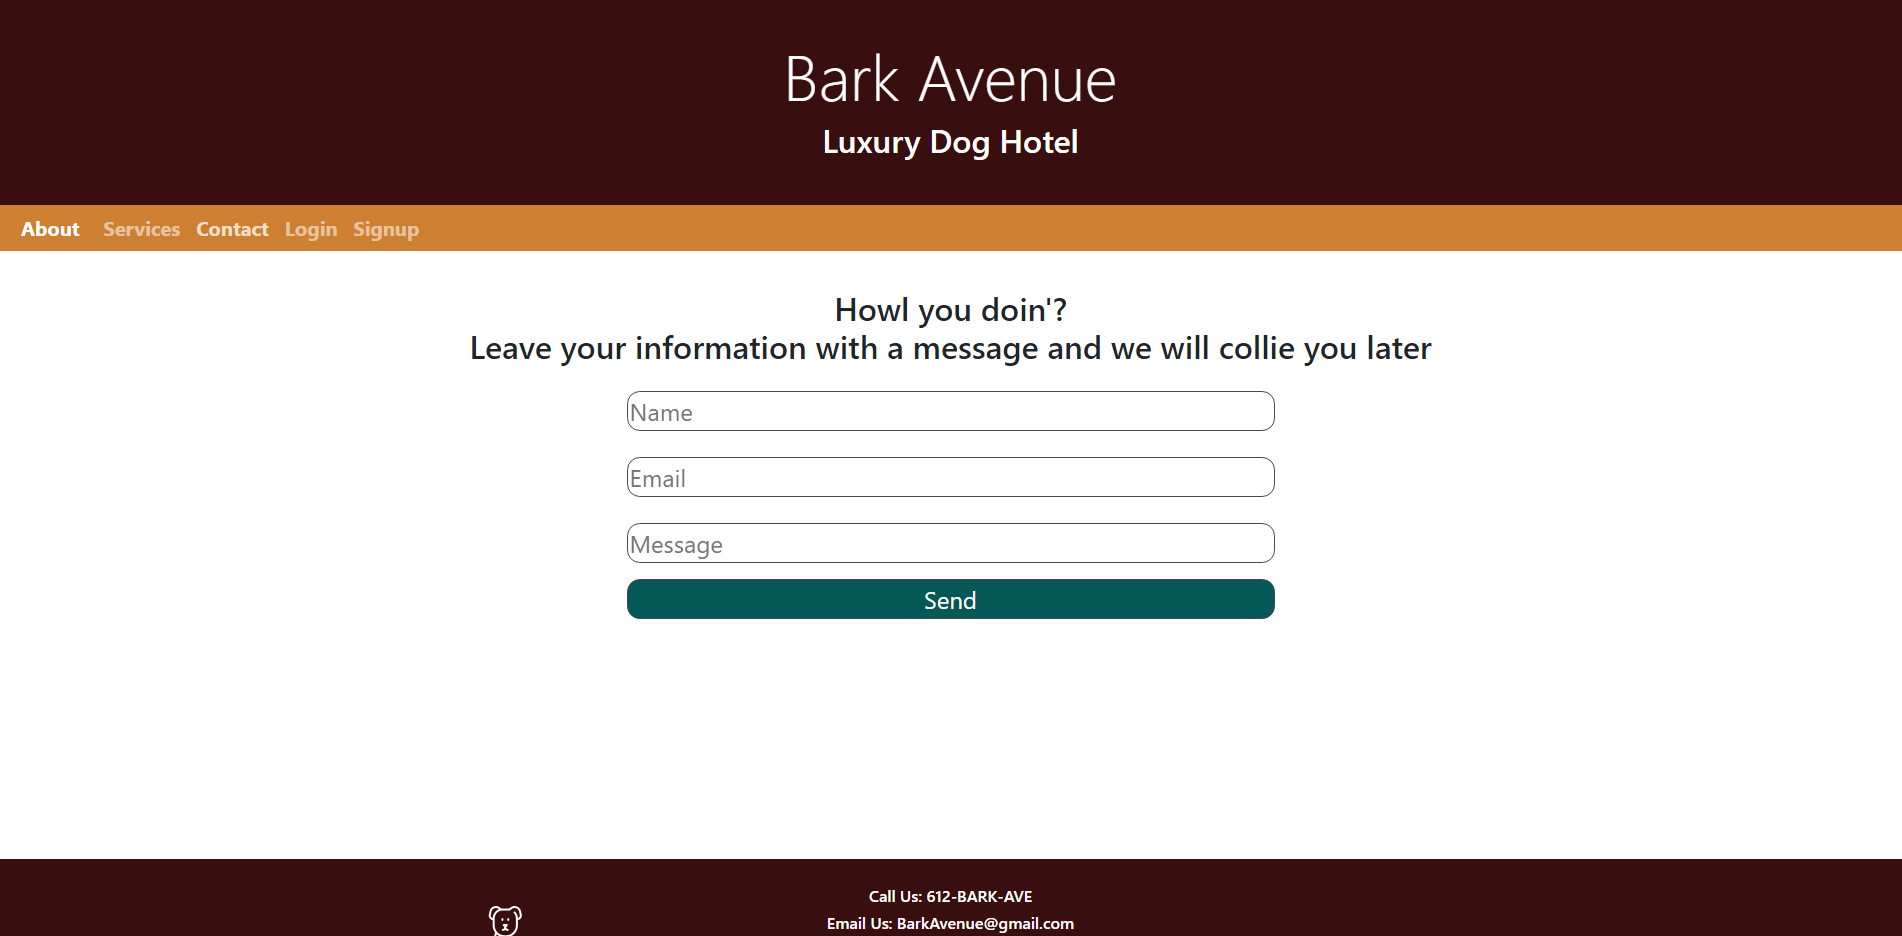 Bark Avenue
Luxury Dog Hotel
About Services Contact Login Signup
Howl you doin'?
Leave your information with a message and we will collie you later
Name
Email
Message
Send
Call Us: 612-BARK-AVE
Email Us: BarkAvenue@gmail.com